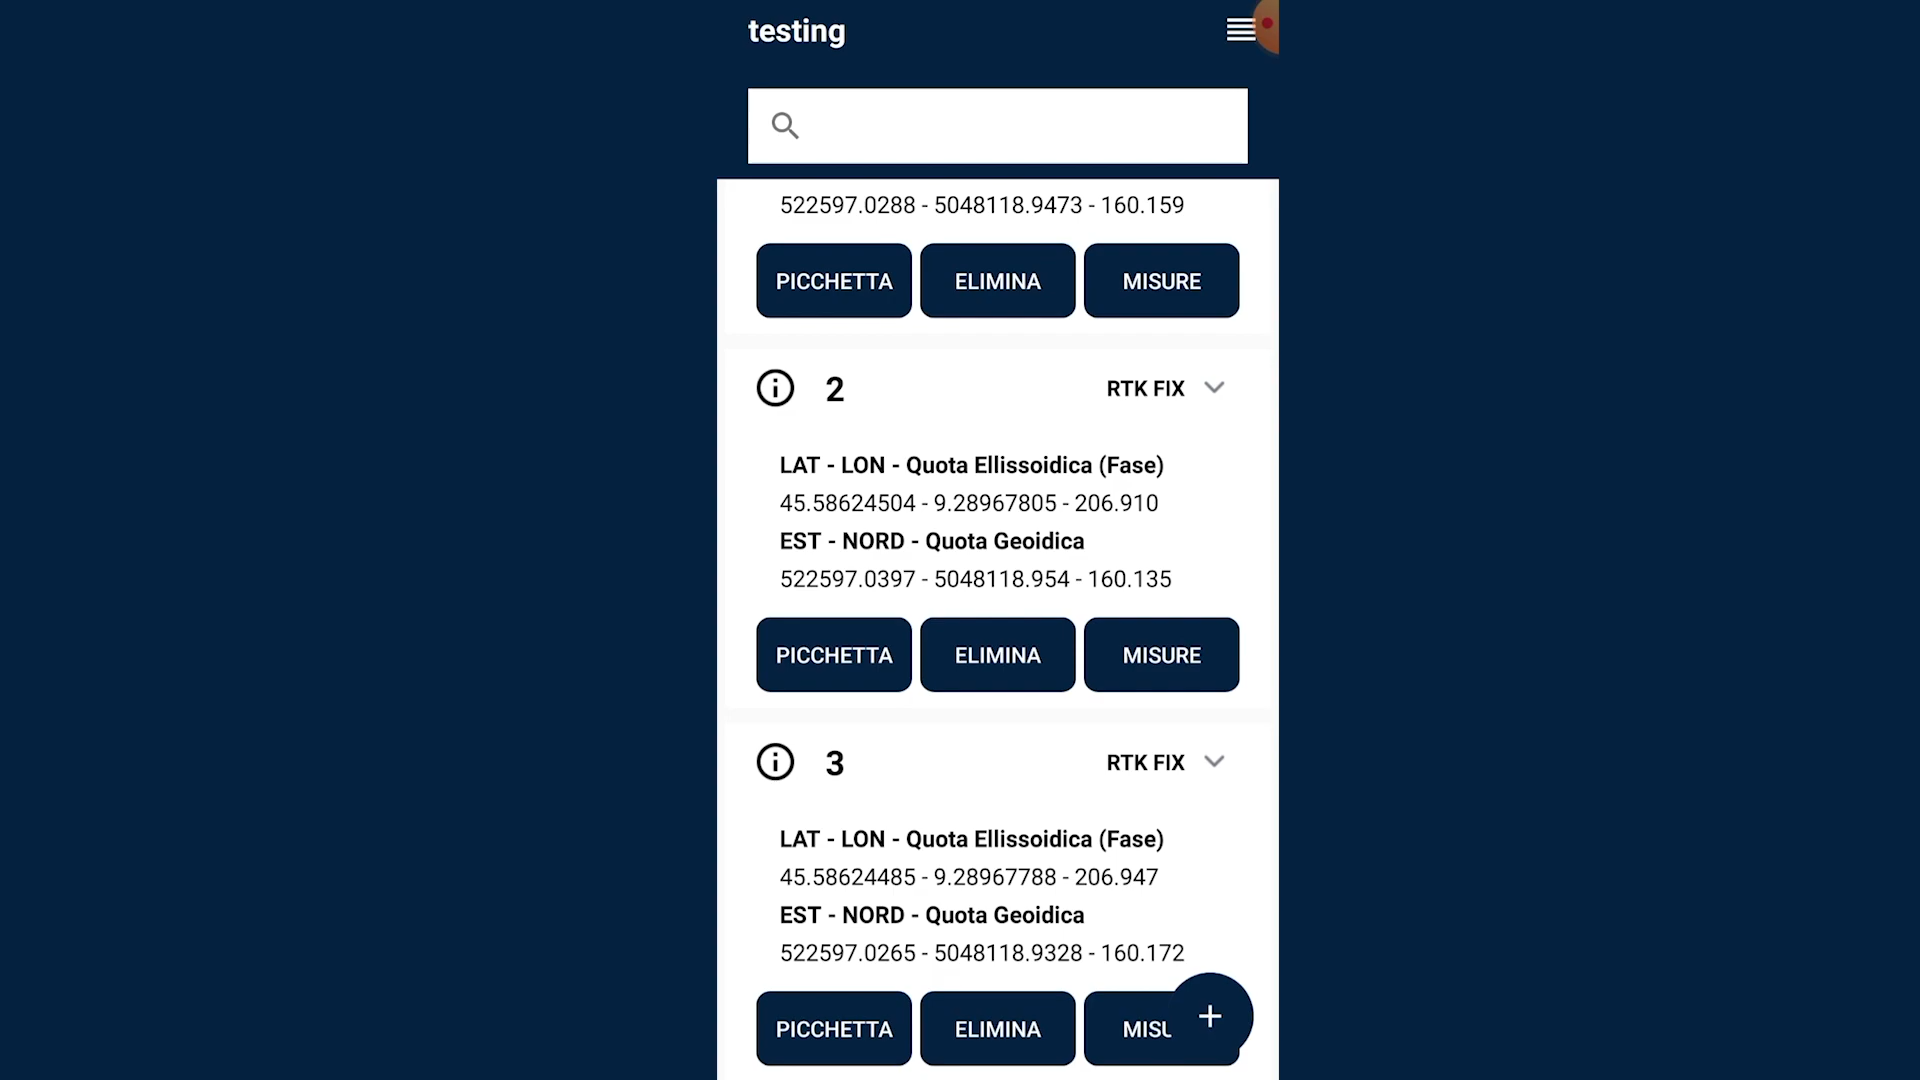 testing
522597.0288 - 5048118.9473 - 160.159
PICCHETTA ELIMINA MISURE
2 RTK FIX
LAT - LON - Quota Ellissoidica (Fase)
45.58624504 - 9.28967805 - 206.910
EST - NORD - Quota Geoidica
522597.0397 - 5048118.954 - 160.135
PICCHETTA ELIMINA MISURE
3 RTK FIX
LAT - LON - Quota Ellissoidica (Fase)
45.58624485 - 9.28967788 - 206.947
EST - NORD - Quota Geoidica
522597.0265 - 5048118.9328 - 160.172
PICCHETTA ELIMINA